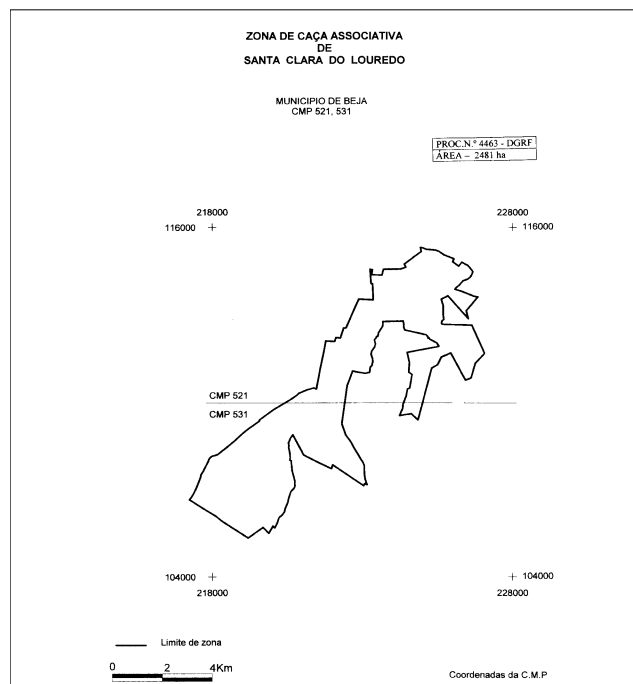 ZONA DE CAÇA ASSOCIATIVA
DE
SANTA CLARA DO LOUREDO
MUNICIPIO DE BEJA
CMP 521, 531
PROC.N.º 4463 - DGRF
ÁREA – 2481 ha
218000
228000
116000
116000
CMP 521
CMP 531
104000
104000
218000
228000
Limite de zona
0 2 4Km
Coordenadas da C.M.P